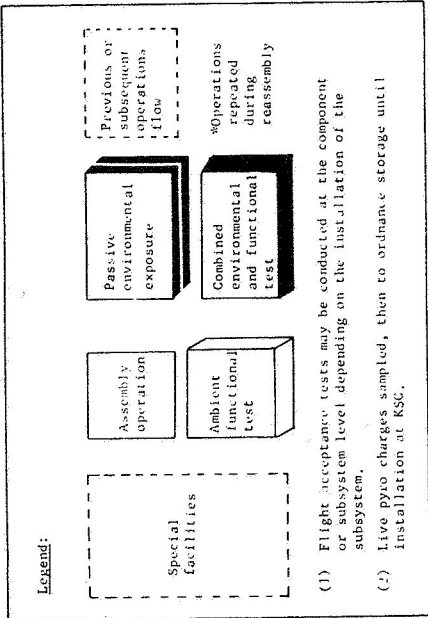 Legend:
Special
facilities
Assembly
operation
Ambient
functional
test
Passive
environmental
exposure
Combined
environmental
and functional
test
Previous or
subsequent
operations
flow
*Operations
repeated
during
reassembly
(1) Flight acceptance tests may be conducted at the component
or subsystem level depending on the installation of the
subsystem.
(2) Live pyro charges sampled, then to ordnance storage until
installation at KSC.